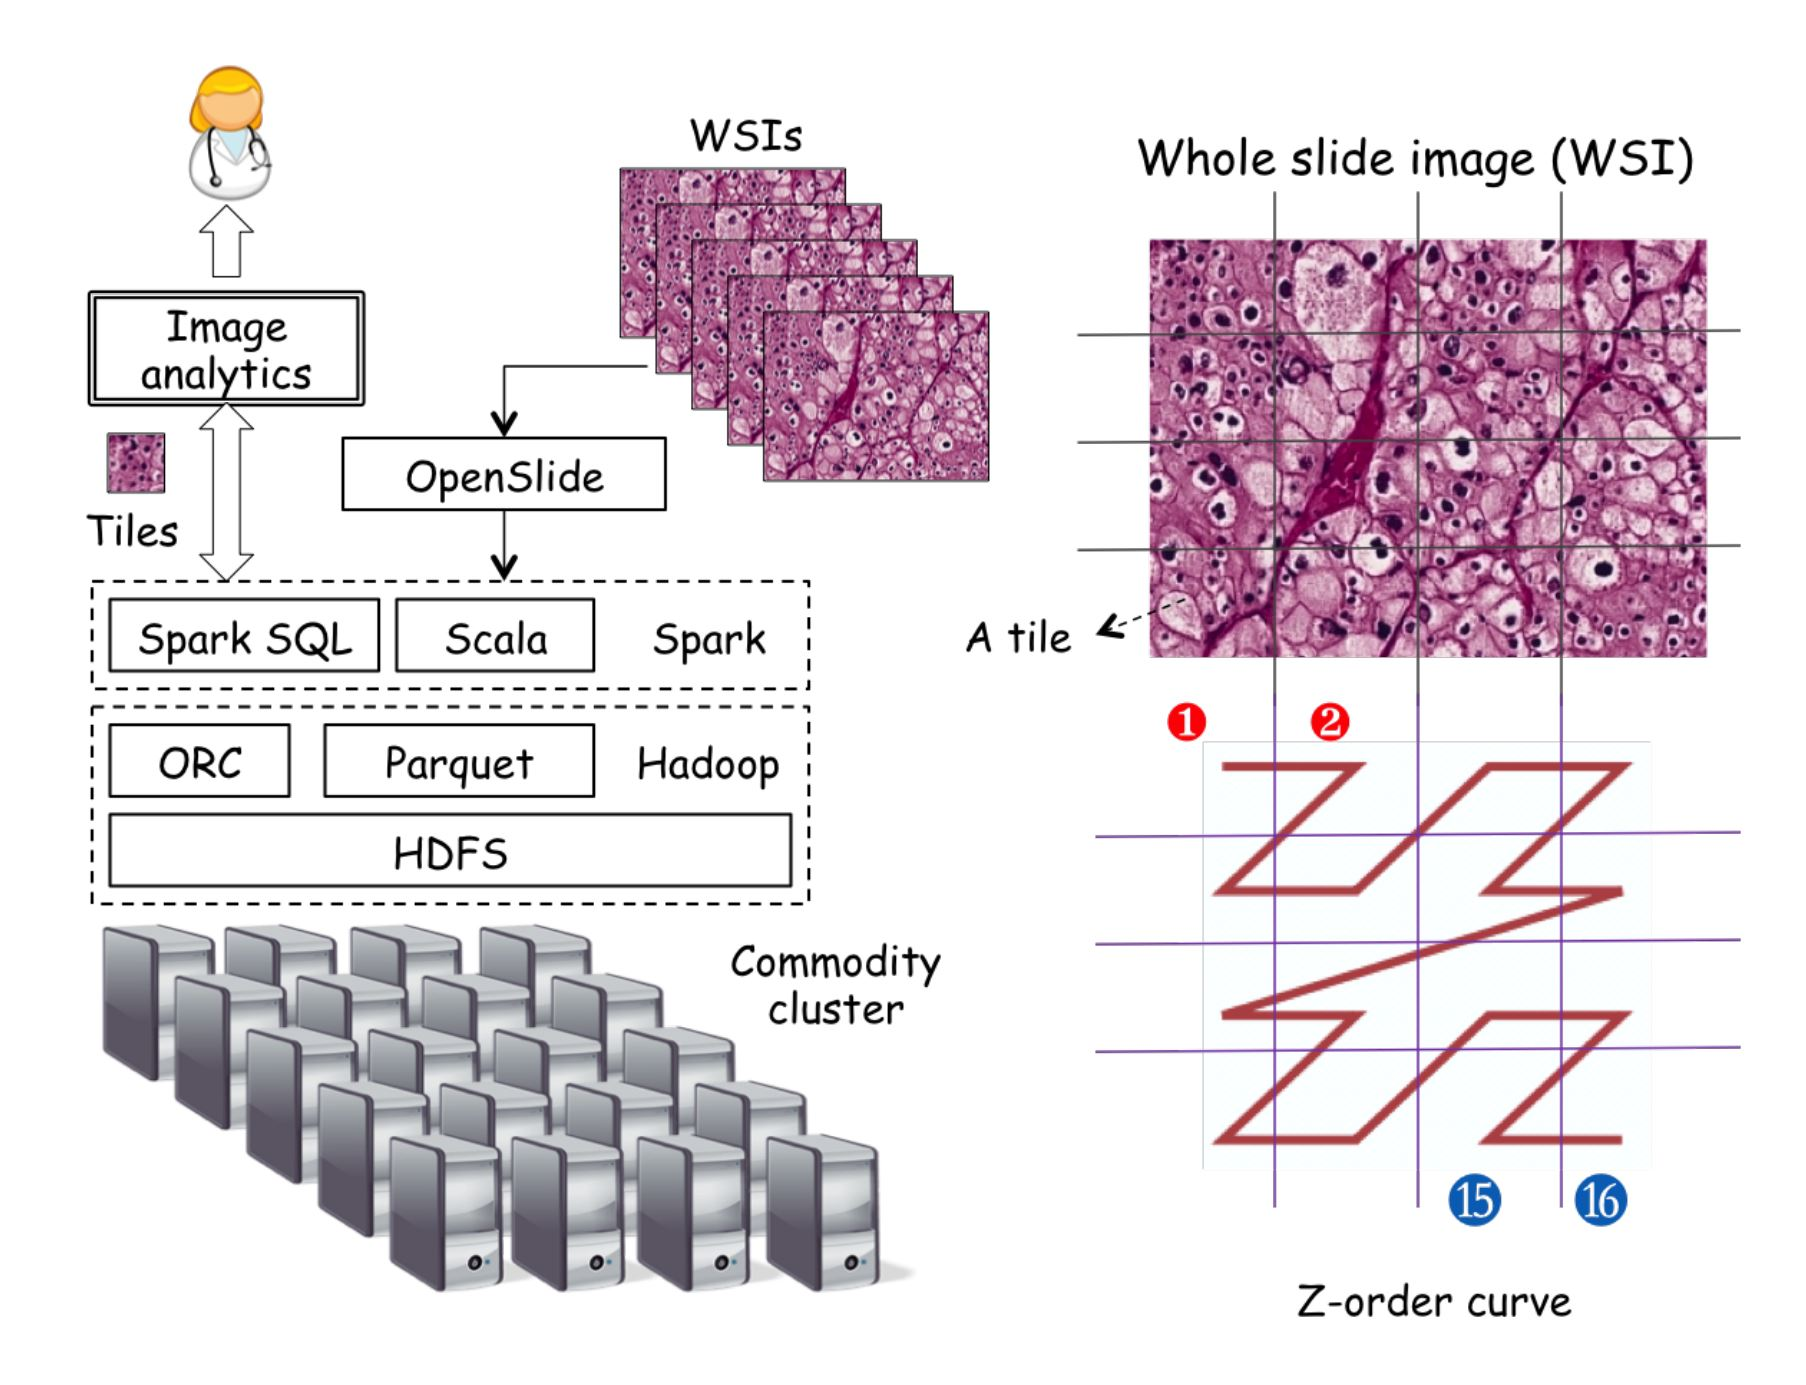 WSIs
Image
analytics
OpenSlide
Tiles
Spark SQL
Scala
Spark
ORC
Parquet
Hadoop
HDFS
Commodity
cluster
Whole slide image (WSI)
A tile
1
2
15
16
Z-order curve